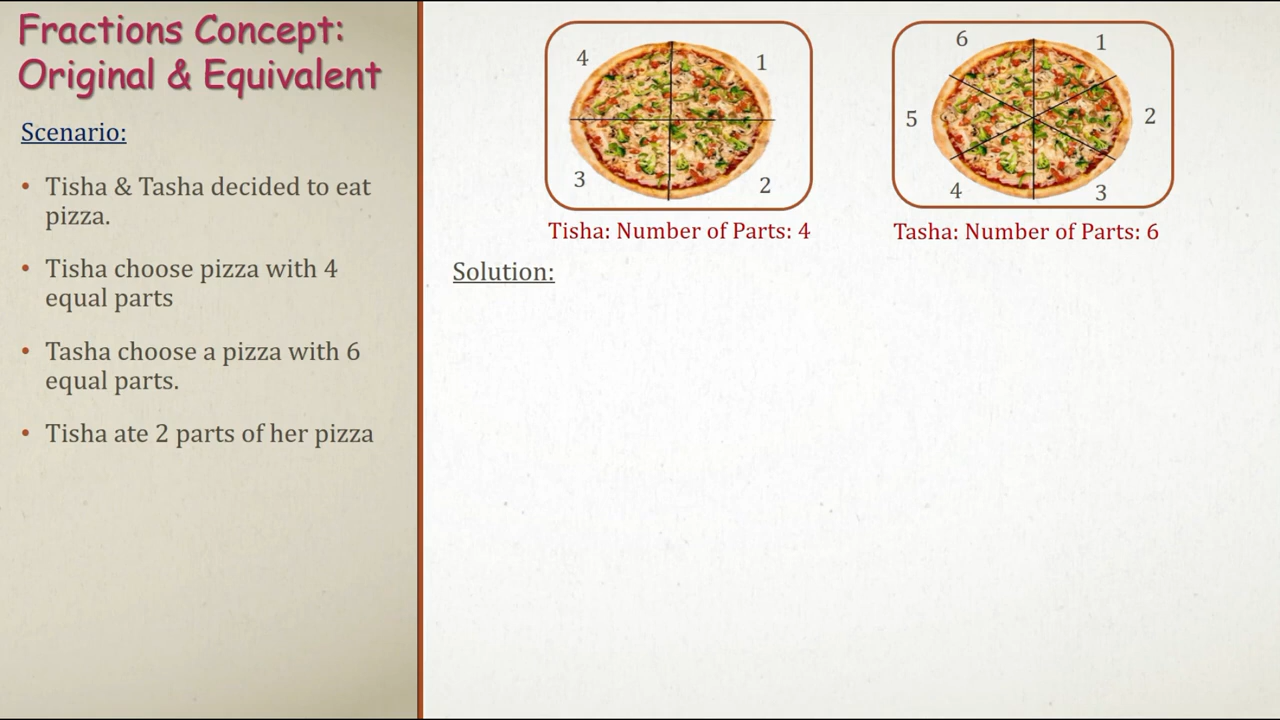 Fractions Concept:
Original & Equivalent
Scenario:
• Tisha & Tasha decided to eat
pizza.
• Tisha choose pizza with 4
equal parts
• Tasha choose a pizza with 6
equal parts.
• Tisha ate 2 parts of her pizza
4 1
3 2
Tisha: Number of Parts: 4
6 1
5 2
4 3
Tasha: Number of Parts: 6
Solution: